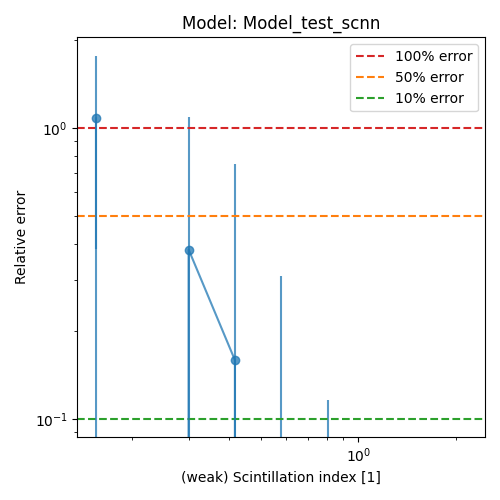 Model: Model_test_scnn
100% error
50% error
10% error
Relative error
10⁰
10⁻¹
10⁰
(weak) Scintillation index [1]